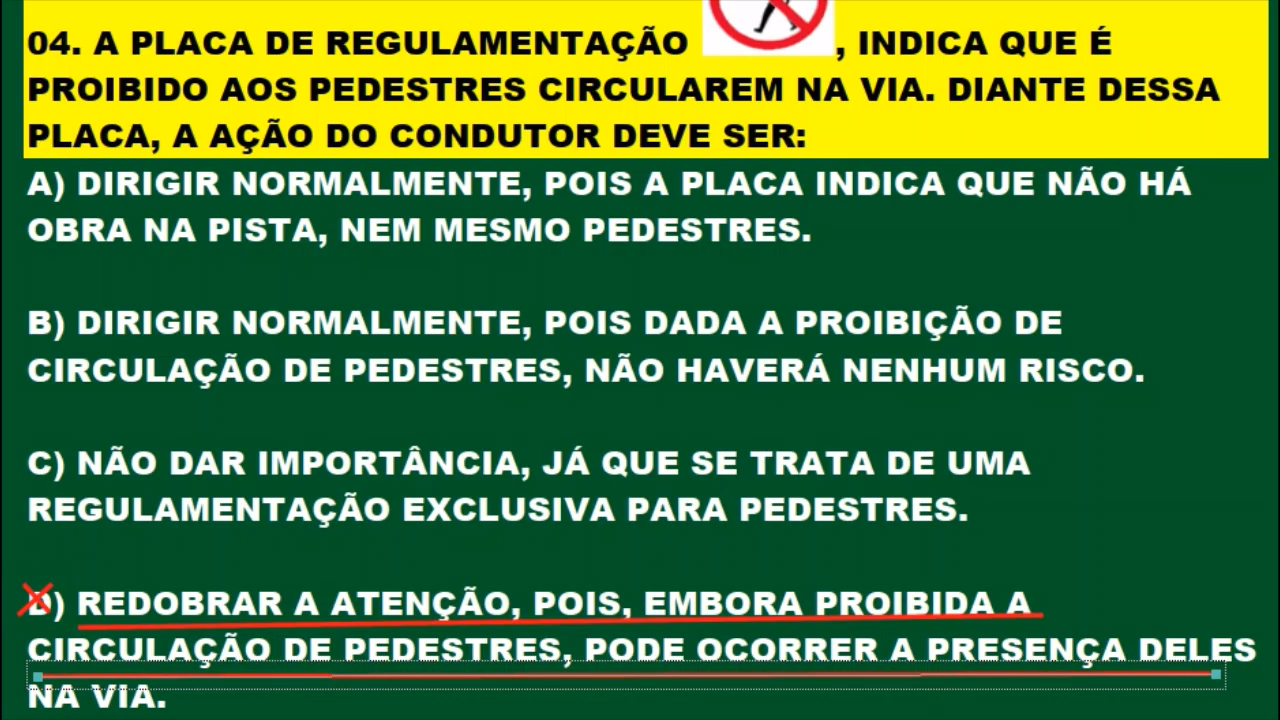 04. A PLACA DE REGULAMENTAÇÃO , INDICA QUE É
PROIBIDO AOS PEDESTRES CIRCULAREM NA VIA. DIANTE DESSA
PLACA, A AÇÃO DO CONDUTOR DEVE SER:
A) DIRIGIR NORMALMENTE, POIS A PLACA INDICA QUE NÃO HÁ
OBRA NA PISTA, NEM MESMO PEDESTRES.
B) DIRIGIR NORMALMENTE, POIS DADA A PROIBIÇÃO DE
CIRCULAÇÃO DE PEDESTRES, NÃO HAVERÁ NENHUM RISCO.
C) NÃO DAR IMPORTÂNCIA, JÁ QUE SE TRATA DE UMA
REGULAMENTAÇÃO EXCLUSIVA PARA PEDESTRES.
D) REDOBRAR A ATENÇÃO, POIS, EMBORA PROIBIDA A
CIRCULAÇÃO DE PEDESTRES, PODE OCORRER A PRESENÇA DELES
NA VIA.